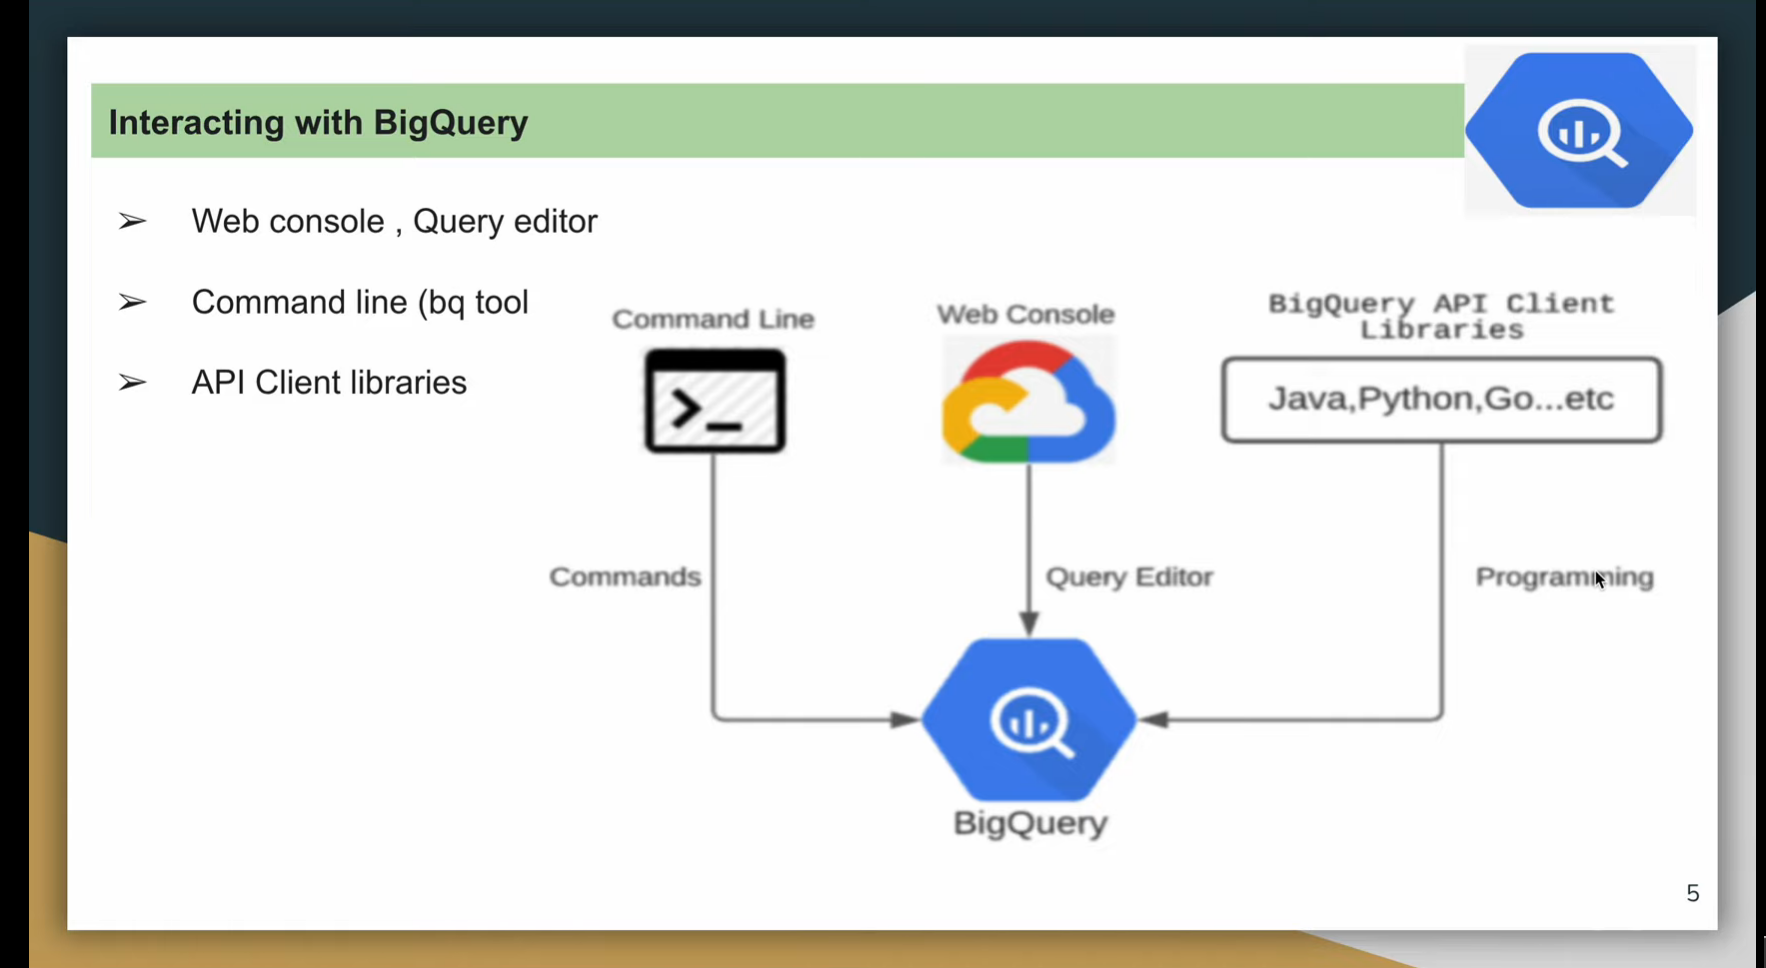 Interacting with BigQuery
➢ Web console , Query editor
➢ Command line (bq tool
➢ API Client libraries
Command Line
Web Console
BigQuery API Client
Libraries
>_
Java,Python,Go...etc
Commands
Query Editor
Programming
BigQuery
5